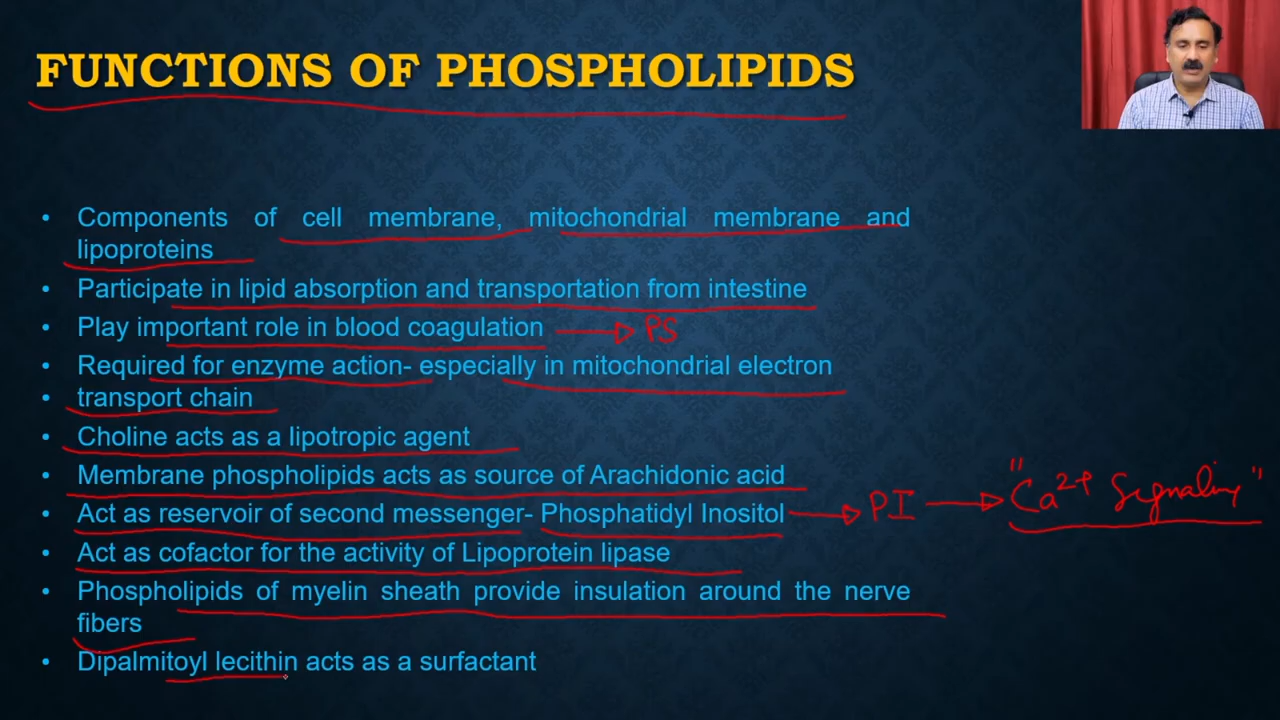 FUNCTIONS OF PHOSPHOLIPIDS
• Components of cell membrane, mitochondrial membrane and
lipoproteins
• Participate in lipid absorption and transportation from intestine
• Play important role in blood coagulation → PS
• Required for enzyme action- especially in mitochondrial electron
• transport chain
• Choline acts as a lipotropic agent
• Membrane phospholipids acts as source of Arachidonic acid
• Act as reservoir of second messenger- Phosphatidyl Inositol → PI → "Ca²⁺ Signaling"
• Act as cofactor for the activity of Lipoprotein lipase
• Phospholipids of myelin sheath provide insulation around the nerve
fibers
• Dipalmitoyl lecithin acts as a surfactant